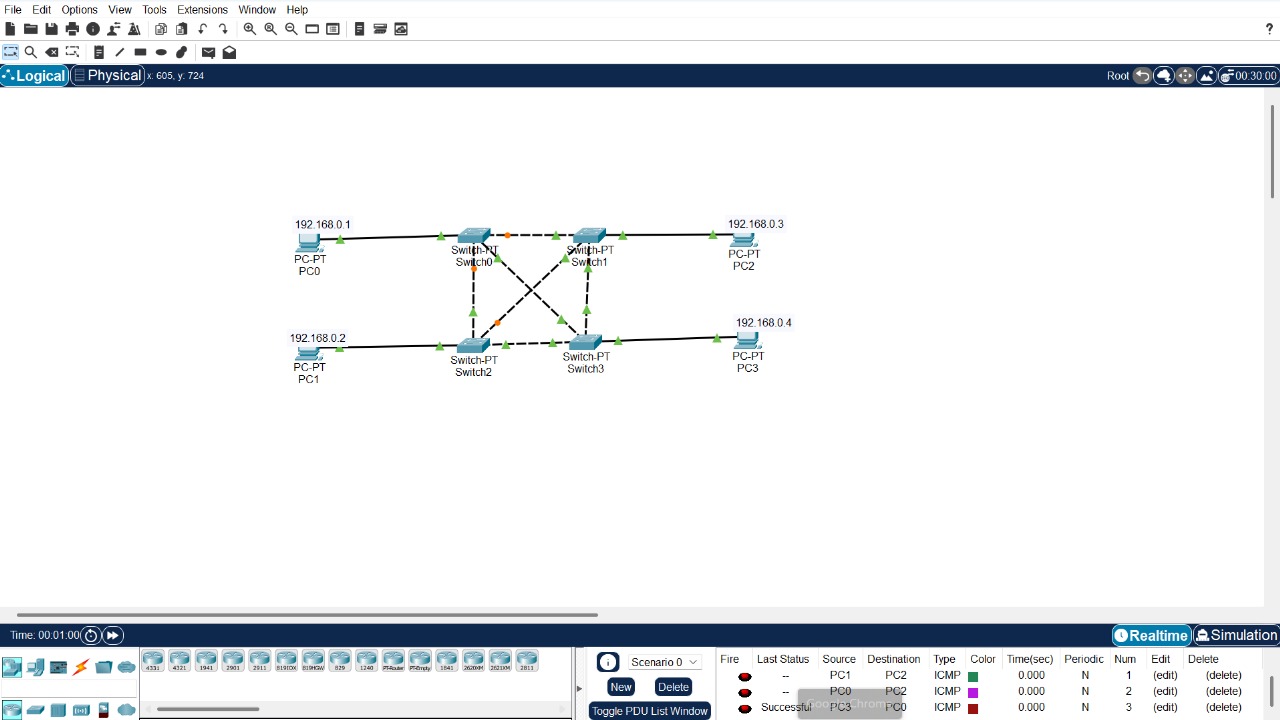 File Edit Options View Tools Extensions Window Help
?
Logical Physical x: 605, y: 724 Root 00:30:00
192.168.0.1 192.168.0.3
Switch-PT Switch-PT
Switch0 Switch1
PC-PT PC-PT
PC0 PC2
192.168.0.2 192.168.0.4
Switch-PT Switch-PT
Switch2 Switch3
PC-PT PC-PT
PC1 PC3
Time: 00:01:00 Realtime Simulation
4331 4321 1941 2901 2911 819IOX 819HGW 829 1240 PT-Router PT-Empty 1841 2620XM 2621XM 2811
Scenario 0
New Delete
Toggle PDU List Window
Fire Last Status Source Destination Type Color Time(sec) Periodic Num Edit Delete
-- PC1 PC2 ICMP 0.000 N 1 (edit) (delete)
-- PC0 PC2 ICMP 0.000 N 2 (edit) (delete)
Successful PC3 PC0 ICMP 0.000 N 3 (edit) (delete)
Google Chrome